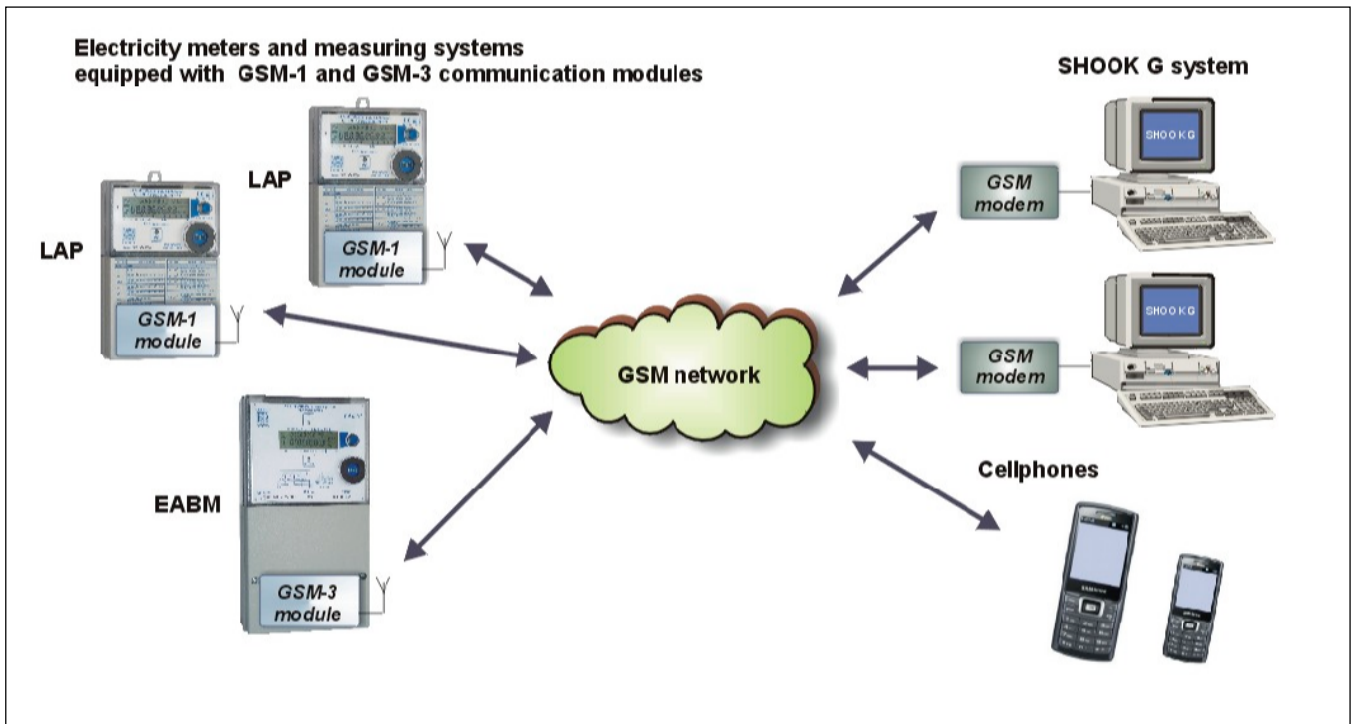 Electricity meters and measuring systems
equipped with GSM-1 and GSM-3 communication modules
SHOOK G system
LAP
LAP
GSM-1
module
GSM-1
module
EABM
GSM-3
module
GSM network
SHOOK G
GSM
modem
SHOOK G
GSM
modem
Cellphones